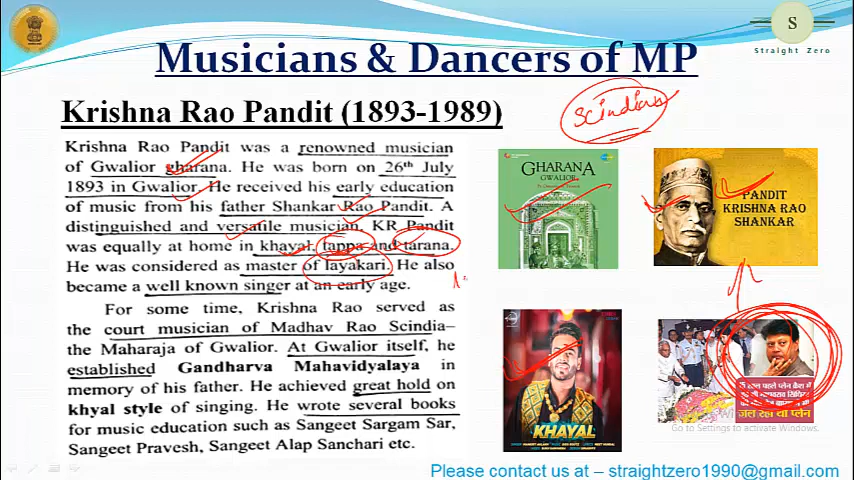 S
Straight Zero
Musicians & Dancers of MP
Krishna Rao Pandit (1893-1989)
scindias
Krishna Rao Pandit was a renowned musician
of Gwalior gharana. He was born on 26th July
1893 in Gwalior. He received his early education
of music from his father Shankar Rao Pandit. A
distinguished and versatile musician, KR Pandit
was equally at home in khayal, tappa and tarana.
He was considered as master of layakari. He also
became a well known singer at an early age.
For some time, Krishna Rao served as
the court musician of Madhav Rao Scindia–
the Maharaja of Gwalior. At Gwalior itself, he
established Gandharva Mahavidyalaya in
memory of his father. He achieved great hold on
khyal style of singing. He wrote several books
for music education such as Sangeet Sargam Sar,
Sangeet Pravesh, Sangeet Alap Sanchari etc.
GHARANA
GWALIOR
PANDIT
KRISHNA RAO
SHANKAR
KHAYAL
जल रहा था प्लेन
Go to Settings to activate Windows.
Please contact us at – straightzero1990@gmail.com